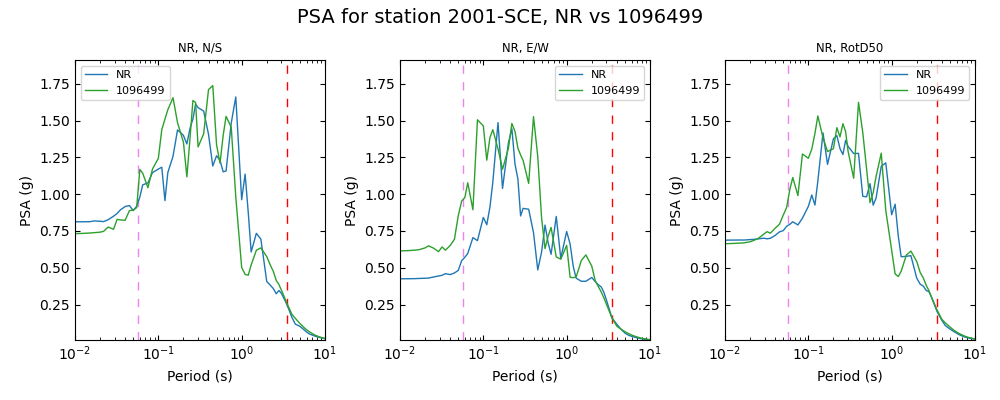 PSA for station 2001-SCE, NR vs 1096499
NR, N/S
PSA (g)
1.75
1.50
1.25
1.00
0.75
0.50
0.25
NR
1096499
10⁻² 10⁻¹ 10⁰ 10¹
Period (s)
NR, E/W
PSA (g)
1.75
1.50
1.25
1.00
0.75
0.50
0.25
NR
1096499
10⁻² 10⁻¹ 10⁰ 10¹
Period (s)
NR, RotD50
PSA (g)
1.75
1.50
1.25
1.00
0.75
0.50
0.25
NR
1096499
10⁻² 10⁻¹ 10⁰ 10¹
Period (s)